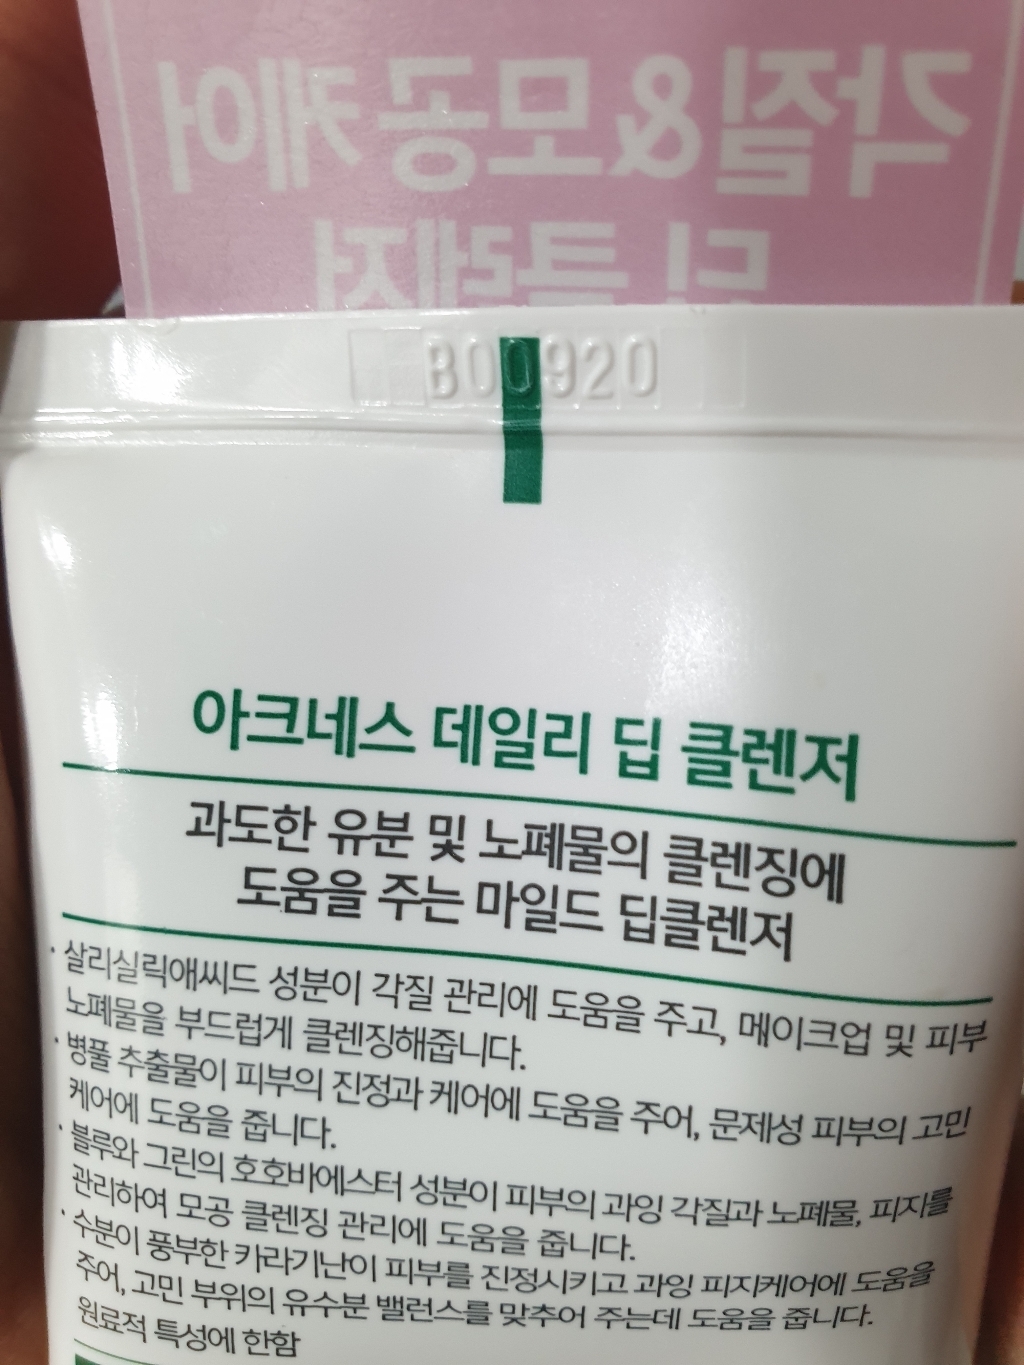 각질&모공 케어
딥 클렌저
B00920
아크네스 데일리 딥 클렌저
과도한 유분 및 노폐물의 클렌징에
도움을 주는 마일드 딥클렌저
· 살리실릭애씨드 성분이 각질 관리에 도움을 주고, 메이크업 및 피부
노폐물을 부드럽게 클렌징해줍니다.
· 병풀 추출물이 피부의 진정과 케어에 도움을 주어, 문제성 피부의 고민
케어에 도움을 줍니다.
· 블루와 그린의 호호바에스터 성분이 피부의 과잉 각질과 노폐물, 피지를
관리하여 모공 클렌징 관리에 도움을 줍니다.
· 수분이 풍부한 카라기난이 피부를 진정시키고 과잉 피지케어에 도움을
주어, 고민 부위의 유수분 밸런스를 맞추어 주는데 도움을 줍니다.
원료적 특성에 한함